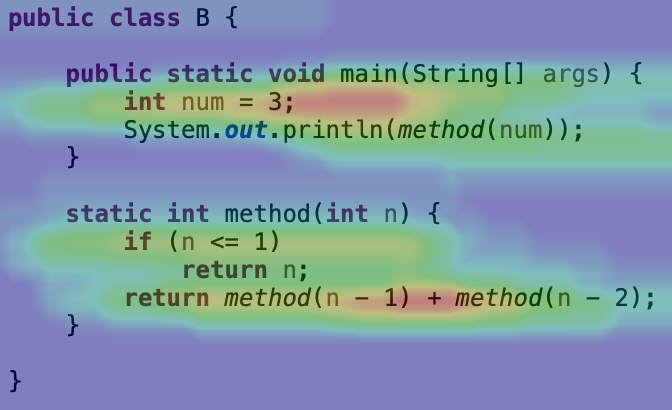 public class B {
    public static void main(String[] args) {
        int num = 3;
        System.out.println(method(num));
    }
    static int method(int n) {
        if (n <= 1)
            return n;
        return method(n - 1) + method(n - 2);
    }
}